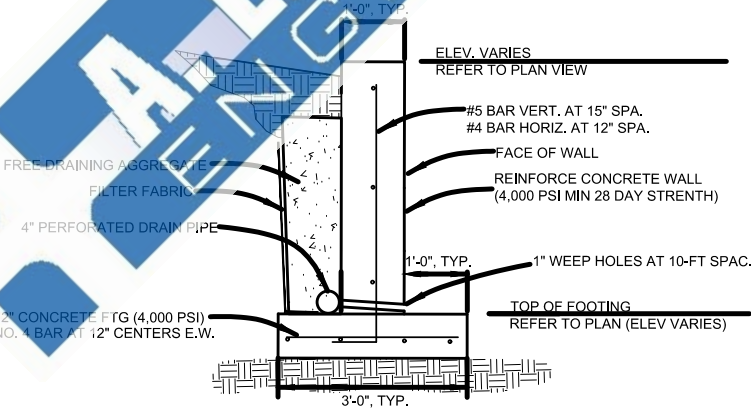 1'-0", TYP.
ELEV. VARIES
REFER TO PLAN VIEW
#5 BAR VERT. AT 15" SPA.
#4 BAR HORIZ. AT 12" SPA.
FACE OF WALL
FREE DRAINING AGGREGATE
REINFORCE CONCRETE WALL
(4,000 PSI MIN 28 DAY STRENTH)
FILTER FABRIC
4" PERFORATED DRAIN PIPE
1'-0", TYP.
1" WEEP HOLES AT 10-FT SPAC.
TOP OF FOOTING
REFER TO PLAN (ELEV VARIES)
2" CONCRETE FTG (4,000 PSI)
NO. 4 BAR AT 12" CENTERS E.W.
3'-0", TYP.
ENG